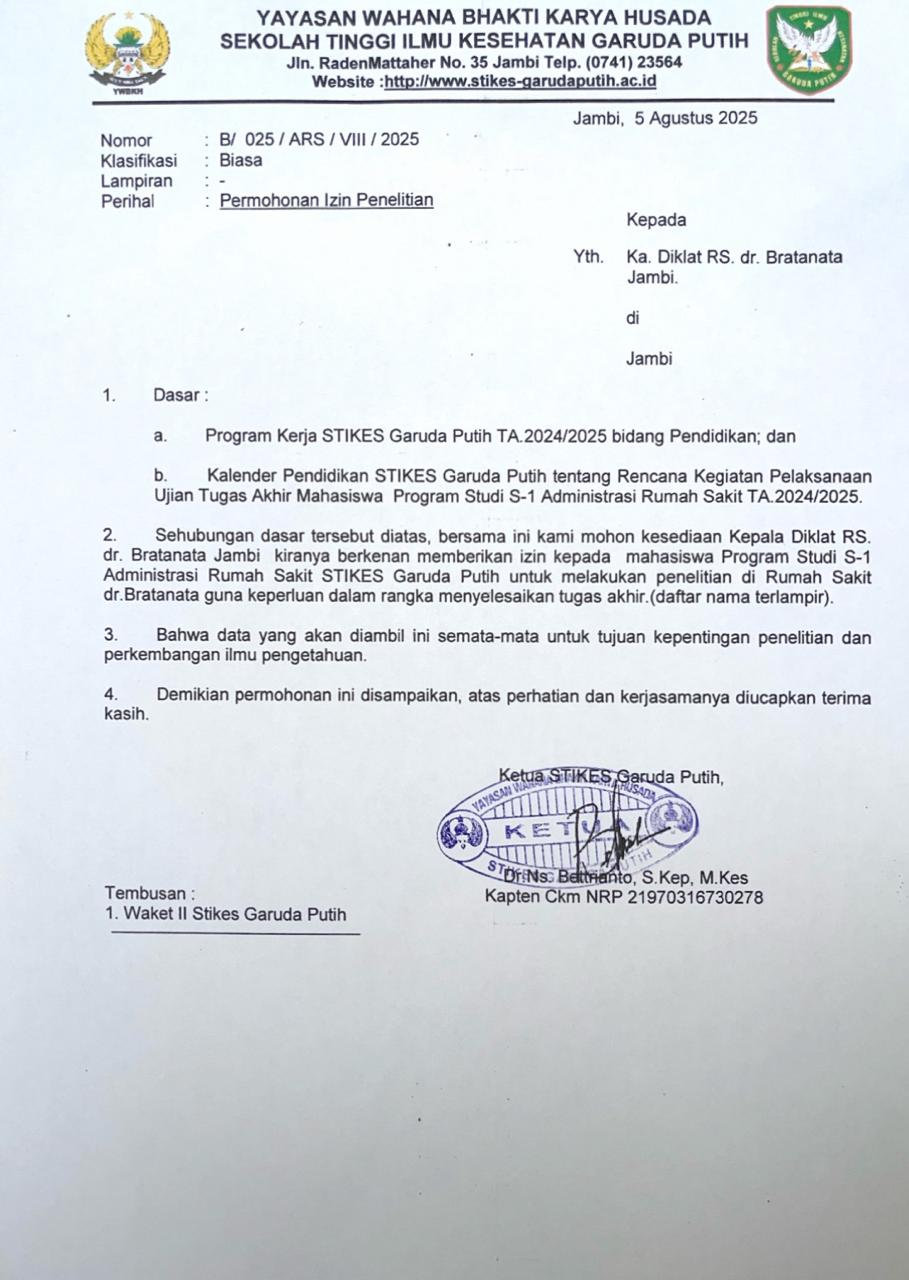 YAYASAN WAHANA BHAKTI KARYA HUSADA
SEKOLAH TINGGI ILMU KESEHATAN GARUDA PUTIH
Jln. RadenMattaher No. 35 Jambi Telp. (0741) 23564
Website :http://www.stikes-garudaputih.ac.id
YWBKH
GARUDA PUTIH
Jambi, 5 Agustus 2025
Nomor : B/ 025 / ARS / VIII / 2025
Klasifikasi : Biasa
Lampiran : -
Perihal : Permohonan Izin Penelitian
Kepada
Yth. Ka. Diklat RS. dr. Bratanata
Jambi.
di
Jambi
1. Dasar :
a. Program Kerja STIKES Garuda Putih TA.2024/2025 bidang Pendidikan; dan
b. Kalender Pendidikan STIKES Garuda Putih tentang Rencana Kegiatan Pelaksanaan
Ujian Tugas Akhir Mahasiswa Program Studi S-1 Administrasi Rumah Sakit TA.2024/2025.
2. Sehubungan dasar tersebut diatas, bersama ini kami mohon kesediaan Kepala Diklat RS.
dr. Bratanata Jambi kiranya berkenan memberikan izin kepada mahasiswa Program Studi S-1
Administrasi Rumah Sakit STIKES Garuda Putih untuk melakukan penelitian di Rumah Sakit
dr.Bratanata guna keperluan dalam rangka menyelesaikan tugas akhir.(daftar nama terlampir).
3. Bahwa data yang akan diambil ini semata-mata untuk tujuan kepentingan penelitian dan
perkembangan ilmu pengetahuan.
4. Demikian permohonan ini disampaikan, atas perhatian dan kerjasamanya diucapkan terima
kasih.
Ketua STIKES Garuda Putih,
YAYASAN WAHANA HUSADA
KETUA
PUTIH
S.Kep, M.Kes
Kapten Ckm NRP 21970316730278
Tembusan :
1. Waket II Stikes Garuda Putih